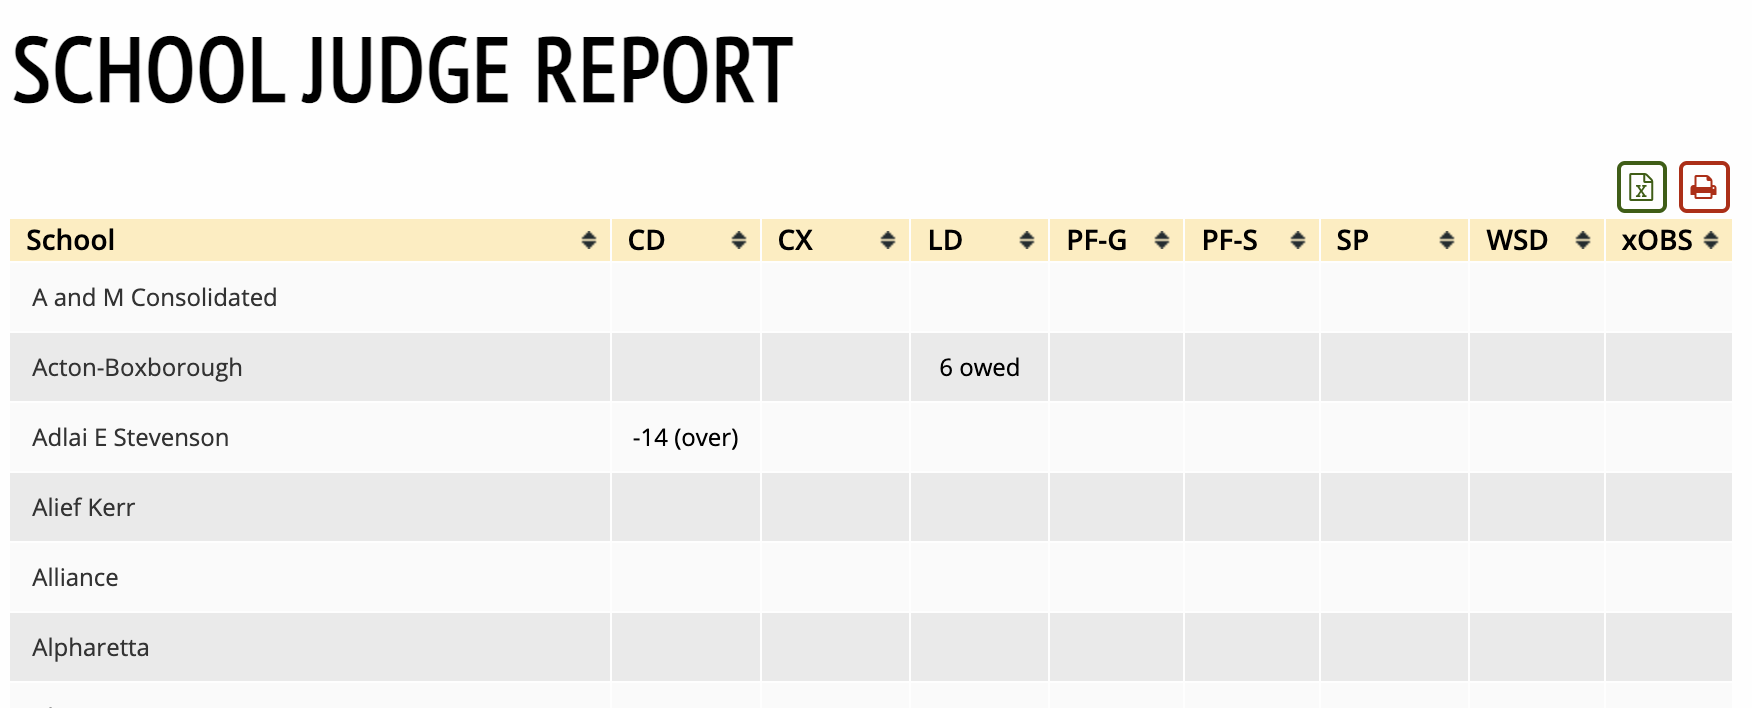 SCHOOL JUDGE REPORT
School CD CX LD PF-G PF-S SP WSD xOBS
A and M Consolidated
Acton-Boxborough 6 owed
Adlai E Stevenson -14 (over)
Alief Kerr
Alliance
Alpharetta